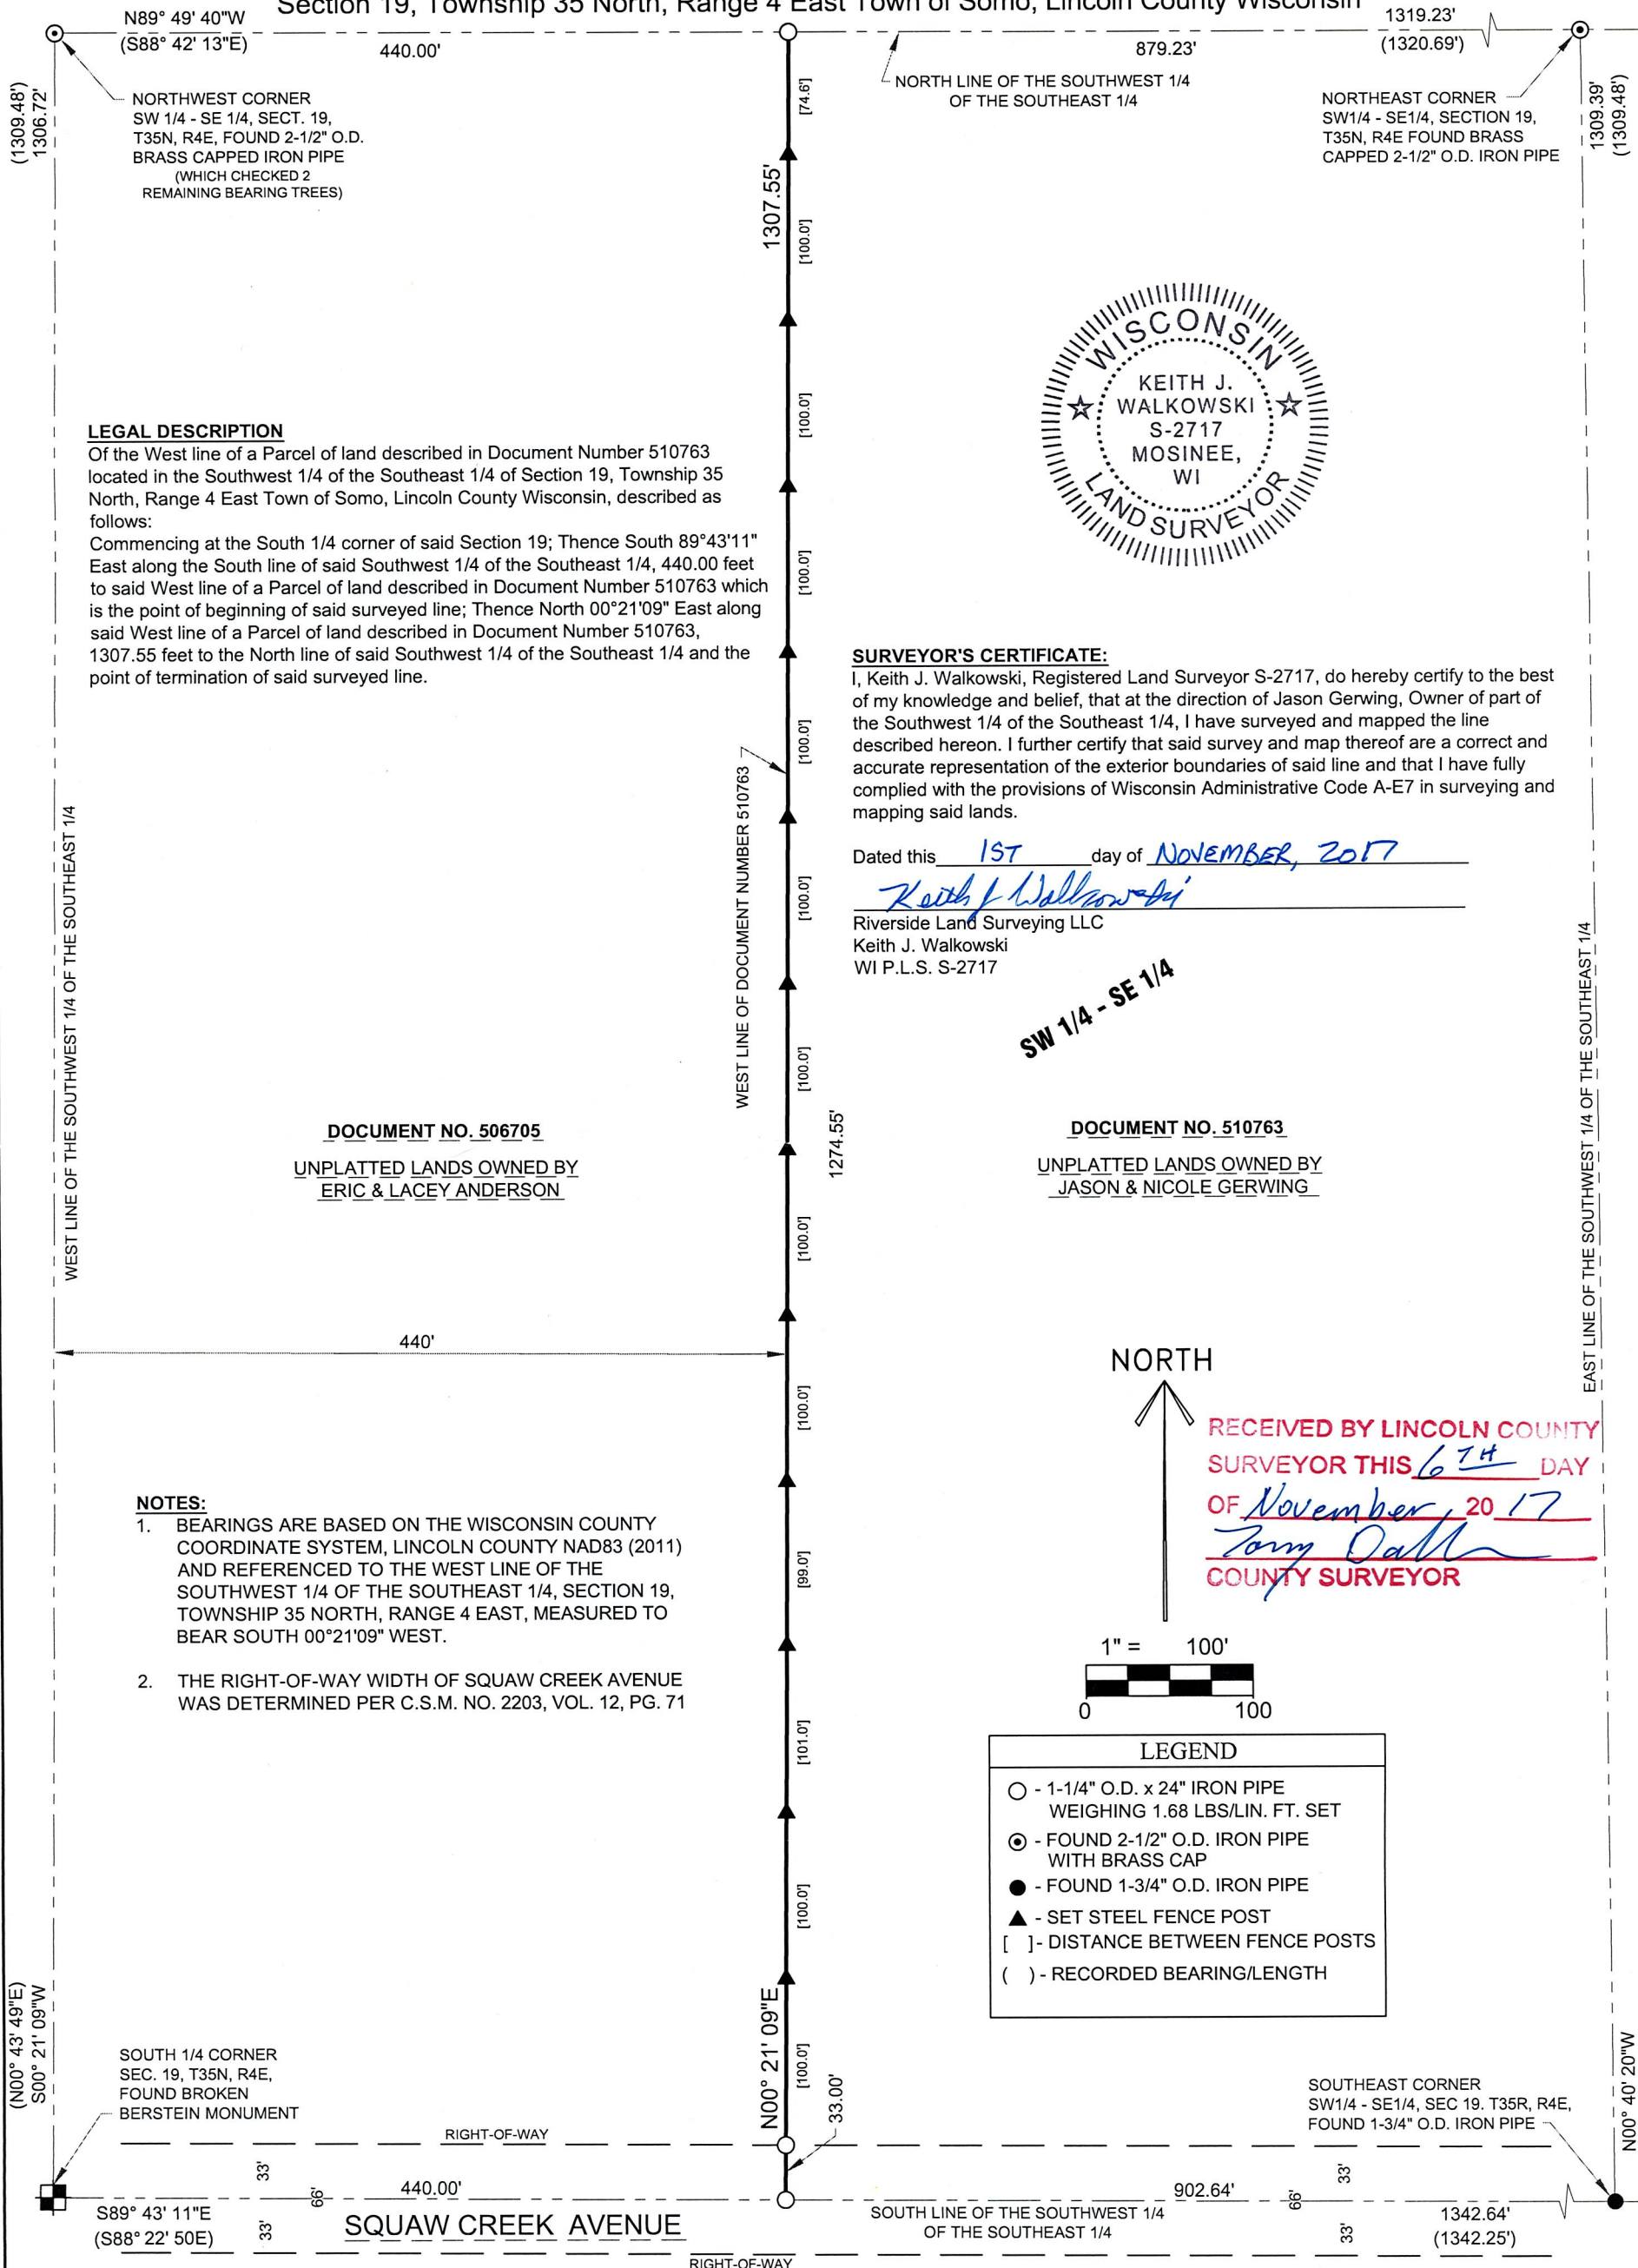 Section 19, Township 35 North, Range 4 East Town of Somo, Lincoln County Wisconsin
N89° 49' 40"W
(S88° 42' 13"E)
440.00'
879.23'
1319.23'
(1320.69')
(1309.48')
1306.72'
NORTHWEST CORNER
SW 1/4 - SE 1/4, SECT. 19,
T35N, R4E, FOUND 2-1/2" O.D.
BRASS CAPPED IRON PIPE
(WHICH CHECKED 2
REMAINING BEARING TREES)
[74.6']
1307.55'
[100.0']
NORTH LINE OF THE SOUTHWEST 1/4
OF THE SOUTHEAST 1/4
NORTHEAST CORNER
SW1/4 - SE1/4, SECTION 19,
T35N, R4E FOUND BRASS
CAPPED 2-1/2" O.D. IRON PIPE
1309.39'
(1309.48')
WISCONSIN
KEITH J.
WALKOWSKI
S-2717
MOSINEE,
WI
LAND SURVEYOR
[100.0']
LEGAL DESCRIPTION
Of the West line of a Parcel of land described in Document Number 510763
located in the Southwest 1/4 of the Southeast 1/4 of Section 19, Township 35
North, Range 4 East Town of Somo, Lincoln County Wisconsin, described as
follows:
Commencing at the South 1/4 corner of said Section 19; Thence South 89°43'11"
East along the South line of said Southwest 1/4 of the Southeast 1/4, 440.00 feet
to said West line of a Parcel of land described in Document Number 510763 which
is the point of beginning of said surveyed line; Thence North 00°21'09" East along
said West line of a Parcel of land described in Document Number 510763,
1307.55 feet to the North line of said Southwest 1/4 of the Southeast 1/4 and the
point of termination of said surveyed line.
[100.0']
[100.0']
SURVEYOR'S CERTIFICATE:
I, Keith J. Walkowski, Registered Land Surveyor S-2717, do hereby certify to the best
of my knowledge and belief, that at the direction of Jason Gerwing, Owner of part of
the Southwest 1/4 of the Southeast 1/4, I have surveyed and mapped the line
described hereon. I further certify that said survey and map thereof are a correct and
accurate representation of the exterior boundaries of said line and that I have fully
complied with the provisions of Wisconsin Administrative Code A-E7 in surveying and
mapping said lands.
Dated this 1ST day of NOVEMBER, 2017
Keith J Walkowski
Riverside Land Surveying LLC
Keith J. Walkowski
WI P.L.S. S-2717
SW 1/4 - SE 1/4
WEST LINE OF THE SOUTHWEST 1/4 OF THE SOUTHEAST 1/4
WEST LINE OF DOCUMENT NUMBER 510763
[100.0']
[100.0']
1274.55'
EAST LINE OF THE SOUTHWEST 1/4 OF THE SOUTHEAST 1/4
DOCUMENT NO. 506705
UNPLATTED LANDS OWNED BY
ERIC & LACEY ANDERSON
DOCUMENT NO. 510763
UNPLATTED LANDS OWNED BY
JASON & NICOLE GERWING
[100.0']
440'
[100.0']
NORTH
RECEIVED BY LINCOLN COUNTY
SURVEYOR THIS 6TH DAY
OF November, 2017
Tony Dall
COUNTY SURVEYOR
NOTES:
1. BEARINGS ARE BASED ON THE WISCONSIN COUNTY
COORDINATE SYSTEM, LINCOLN COUNTY NAD83 (2011)
AND REFERENCED TO THE WEST LINE OF THE
SOUTHWEST 1/4 OF THE SOUTHEAST 1/4, SECTION 19,
TOWNSHIP 35 NORTH, RANGE 4 EAST, MEASURED TO
BEAR SOUTH 00°21'09" WEST.
2. THE RIGHT-OF-WAY WIDTH OF SQUAW CREEK AVENUE
WAS DETERMINED PER C.S.M. NO. 2203, VOL. 12, PG. 71
[99.0']
[101.0']
[100.0']
[100.0']
1" = 100'
0 100
LEGEND
- 1-1/4" O.D. x 24" IRON PIPE
WEIGHING 1.68 LBS/LIN. FT. SET
- FOUND 2-1/2" O.D. IRON PIPE
WITH BRASS CAP
- FOUND 1-3/4" O.D. IRON PIPE
- SET STEEL FENCE POST
[ ]- DISTANCE BETWEEN FENCE POSTS
( ) - RECORDED BEARING/LENGTH
(N00° 43' 49"E)
S00° 21' 09"W
SOUTH 1/4 CORNER
SEC. 19, T35N, R4E,
FOUND BROKEN
BERSTEIN MONUMENT
N00° 21' 09"E
33.00'
SOUTHEAST CORNER
SW1/4 - SE1/4, SEC 19. T35R, R4E,
FOUND 1-3/4" O.D. IRON PIPE
N00° 40' 20"W
RIGHT-OF-WAY
33'
66'
33'
440.00'
S89° 43' 11"E
(S88° 22' 50E)
SQUAW CREEK AVENUE
SOUTH LINE OF THE SOUTHWEST 1/4
OF THE SOUTHEAST 1/4
902.64'
33'
66'
33'
1342.64'
(1342.25')
RIGHT-OF-WAY